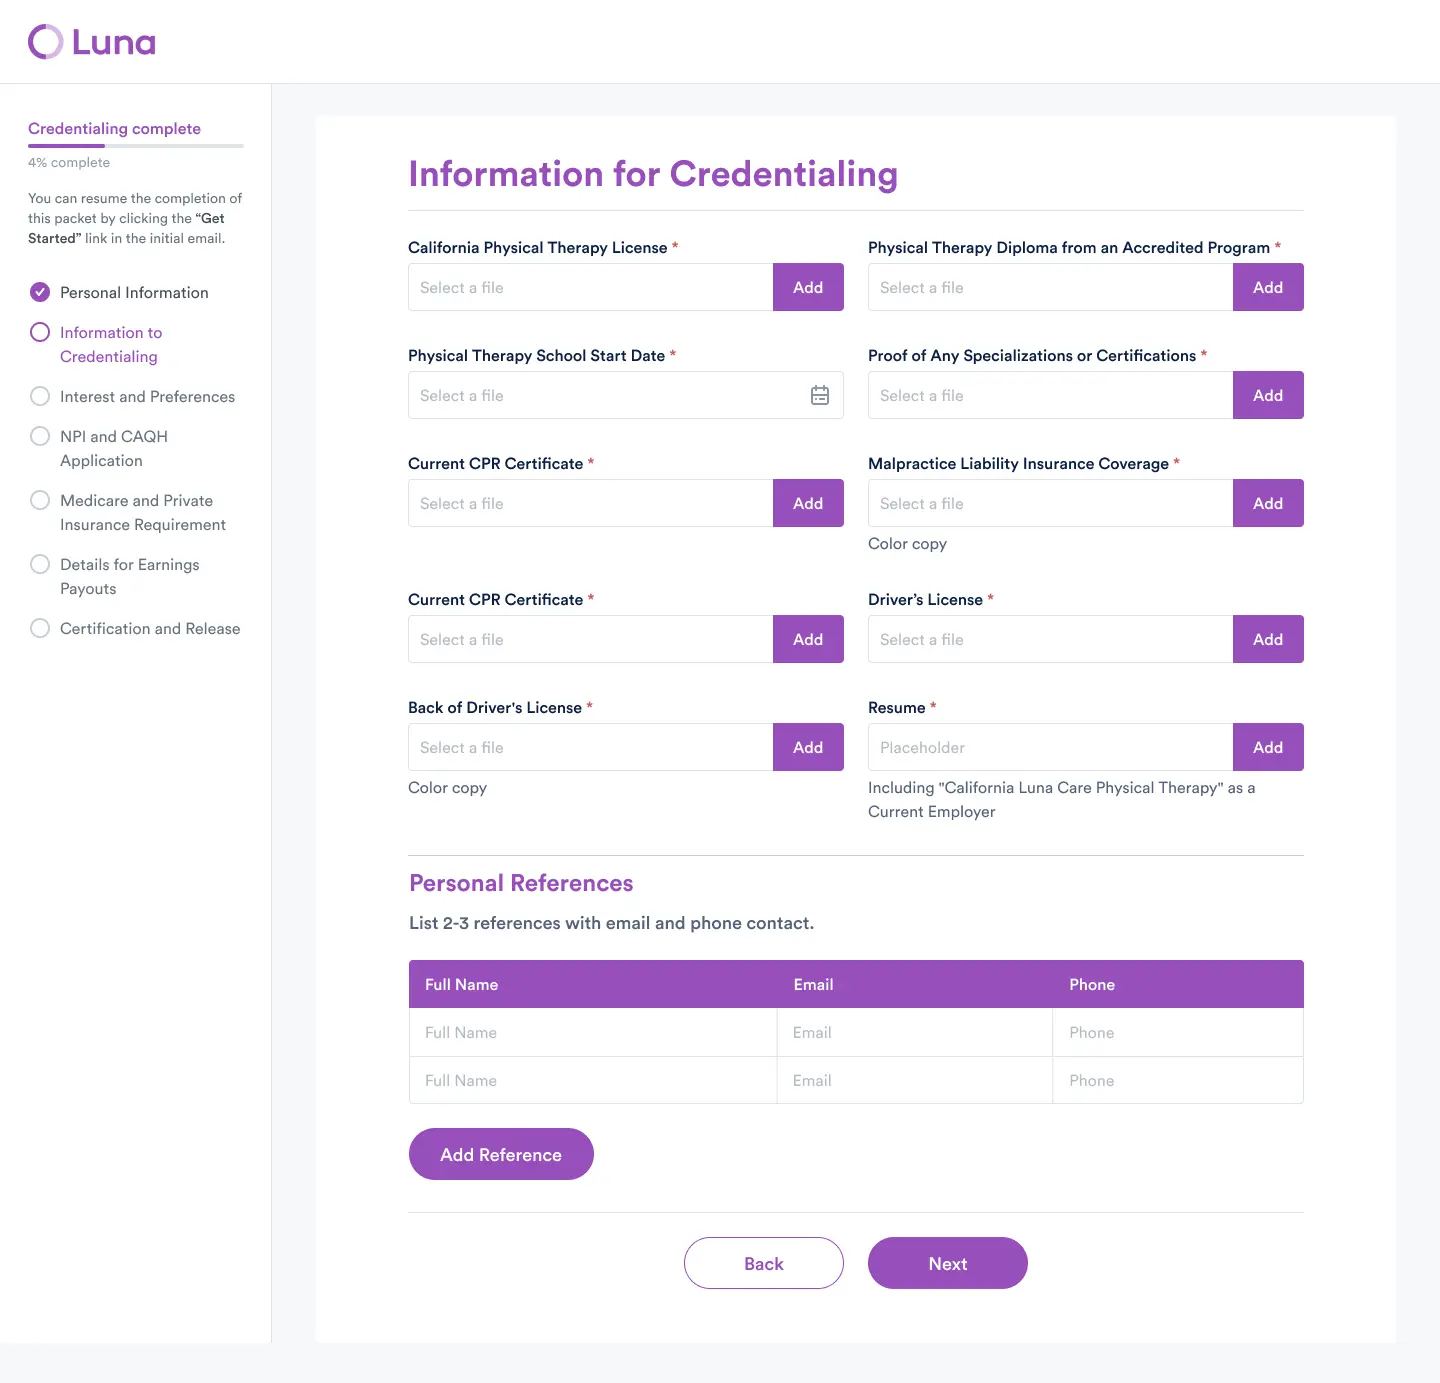 Luna
Credentialing complete
4% complete
You can resume the completion of
this packet by clicking the “Get
Started” link in the initial email.
Personal Information
Information to
Credentialing
Interest and Preferences
NPI and CAQH
Application
Medicare and Private
Insurance Requirement
Details for Earnings
Payouts
Certification and Release
Information for Credentialing
California Physical Therapy License *
Select a file
Add
Physical Therapy Diploma from an Accredited Program *
Select a file
Add
Physical Therapy School Start Date *
Select a file
Proof of Any Specializations or Certifications *
Select a file
Add
Current CPR Certificate *
Select a file
Add
Malpractice Liability Insurance Coverage *
Select a file
Add
Color copy
Current CPR Certificate *
Select a file
Add
Driver’s License *
Select a file
Add
Back of Driver's License *
Select a file
Add
Color copy
Resume *
Placeholder
Add
Including "California Luna Care Physical Therapy" as a
Current Employer
Personal References
List 2-3 references with email and phone contact.
Full Name Email Phone
Full Name Email Phone
Full Name Email Phone
Add Reference
Back
Next